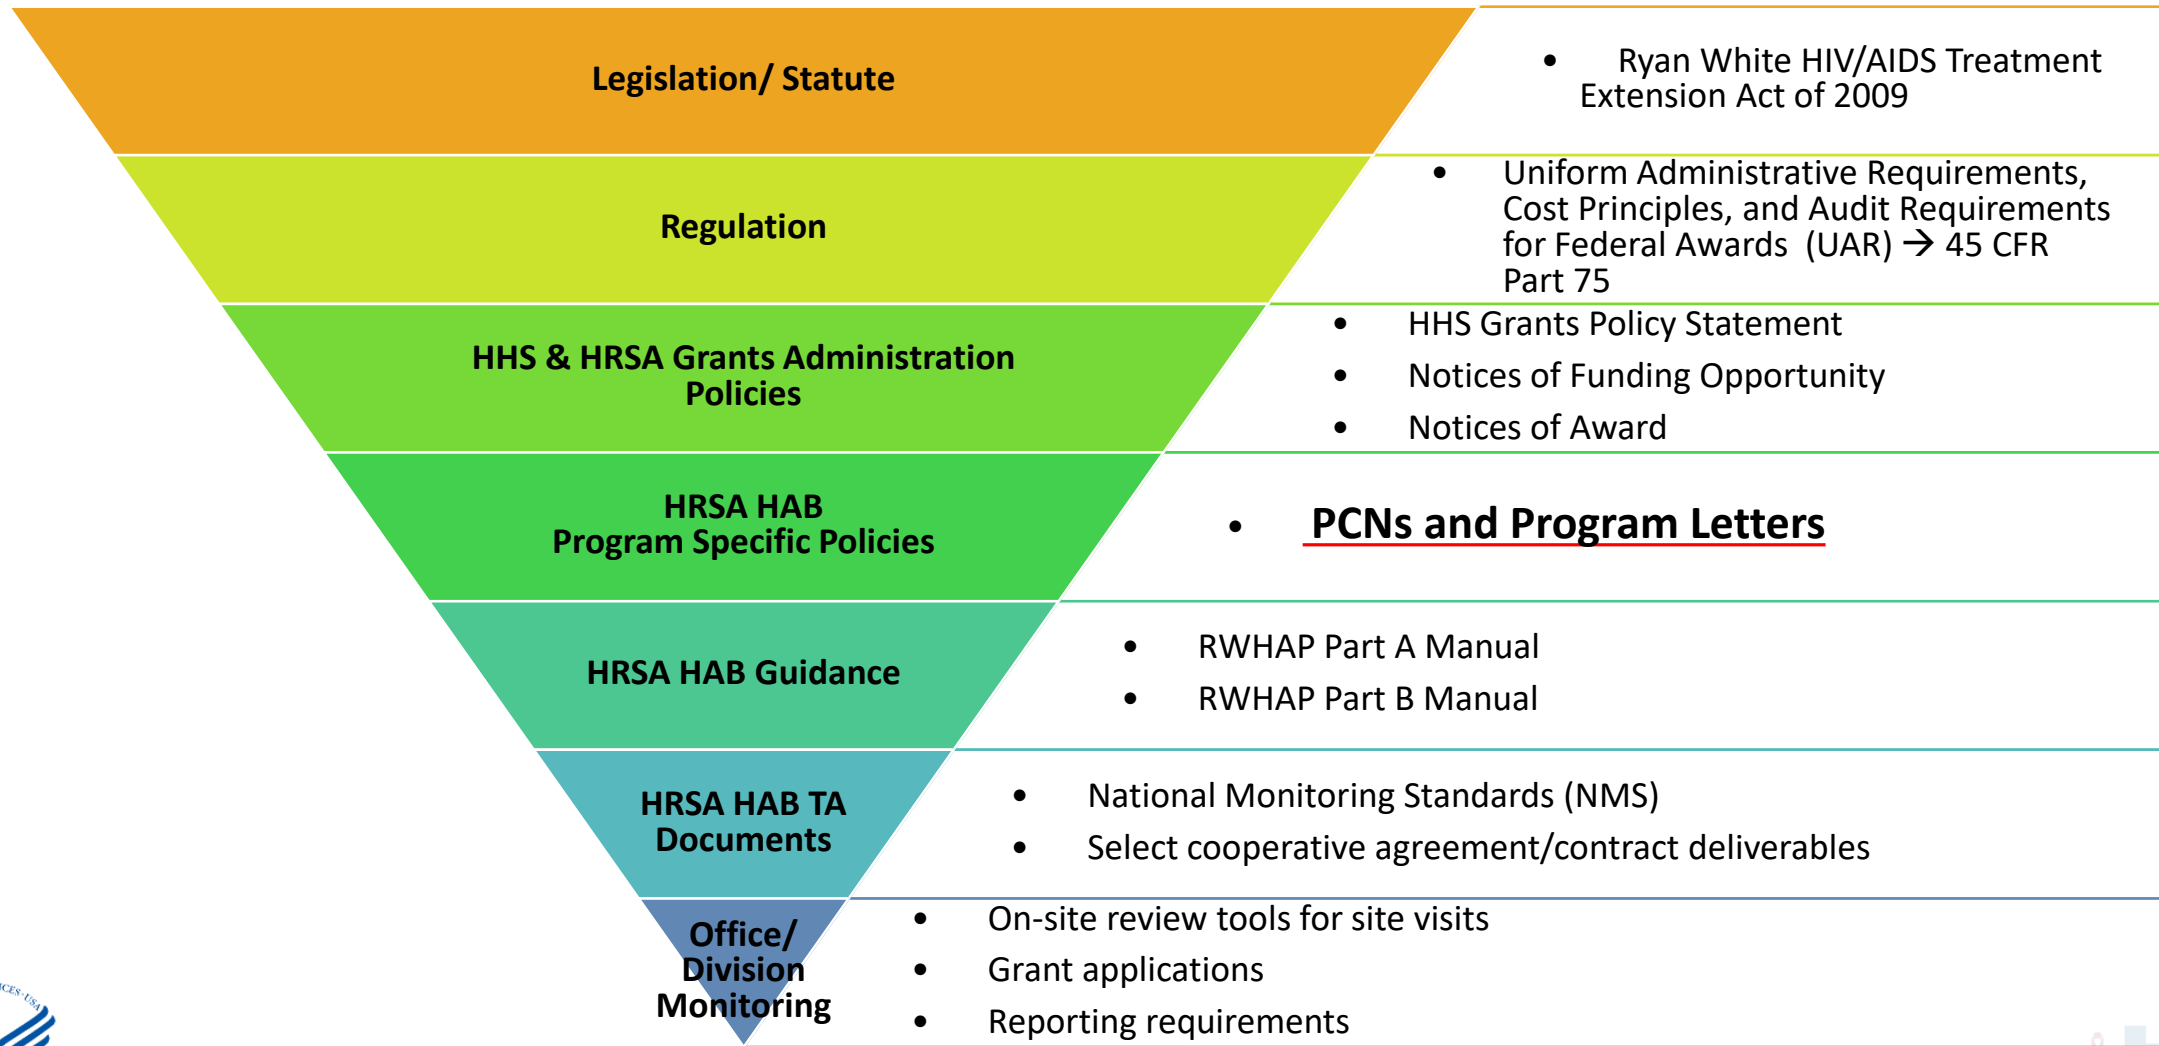 Legislation/ Statute
• Ryan White HIV/AIDS Treatment
Extension Act of 2009
Regulation
• Uniform Administrative Requirements,
Cost Principles, and Audit Requirements
for Federal Awards (UAR) → 45 CFR
Part 75
HHS & HRSA Grants Administration
Policies
• HHS Grants Policy Statement
• Notices of Funding Opportunity
• Notices of Award
HRSA HAB
Program Specific Policies
• PCNs and Program Letters
HRSA HAB Guidance
• RWHAP Part A Manual
• RWHAP Part B Manual
HRSA HAB TA
Documents
• National Monitoring Standards (NMS)
• Select cooperative agreement/contract deliverables
Office/
Division
Monitoring
• On-site review tools for site visits
• Grant applications
• Reporting requirements
USA